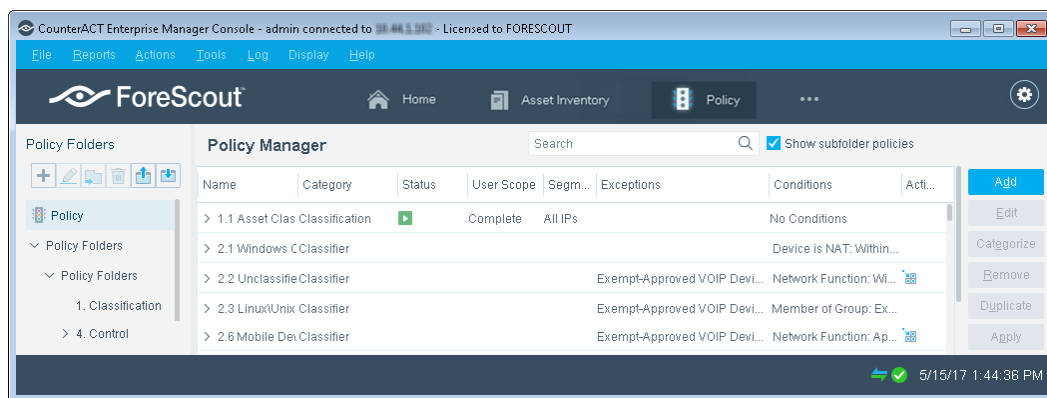 CounterACT Enterprise Manager Console - admin connected to - Licensed to FORESCOUT
File Reports Actions Tools Log Display Help
ForeScout Home Asset Inventory Policy
Policy Folders Policy Manager Search Show subfolder policies
Name Category Status User Scope Segm... Exceptions Conditions Acti... Add
Policy 1.1 Asset Clas Classification Complete All IPs No Conditions Edit
Policy Folders 2.1 Windows C Classifier Device is NAT: Within... Categorize
Policy Folders 2.2 Unclassifie Classifier Exempt-Approved VOIP Devi... Network Function: Wi... Remove
1. Classification 2.3 Linux\Unix Classifier Exempt-Approved VOIP Devi... Member of Group: Ex... Duplicate
4. Control 2.6 Mobile Dev Classifier Exempt-Approved VOIP Devi... Network Function: Ap... Apply
5/15/17 1:44:36 PM